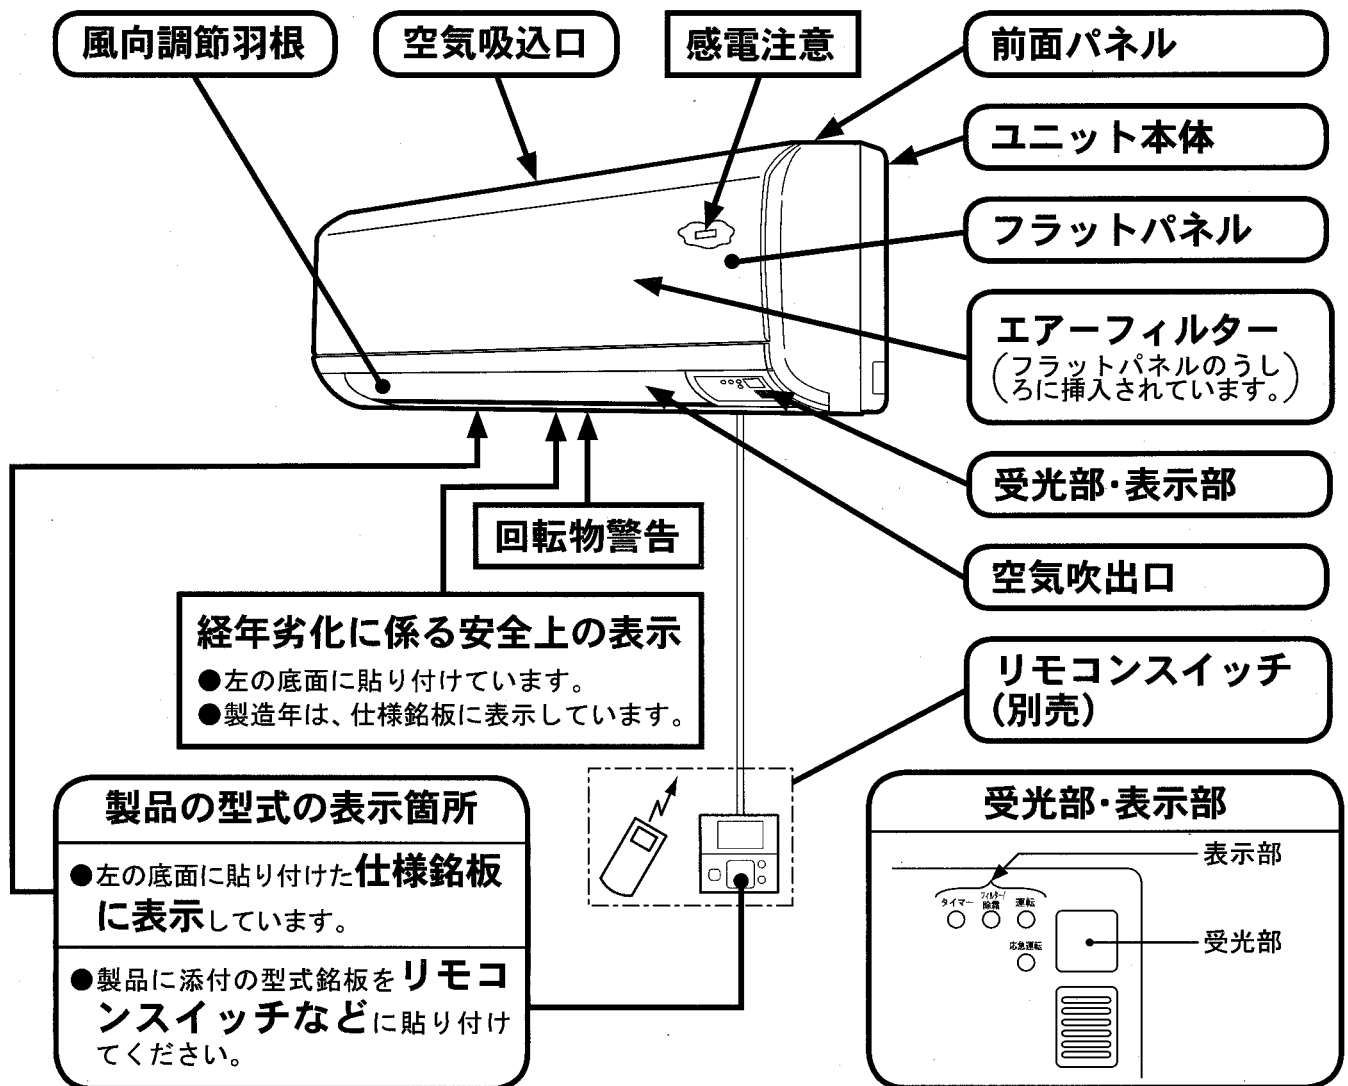 風向調節羽根
空気吸込口
感電注意
前面パネル
ユニット本体
フラットパネル
エアーフィルター
(フラットパネルのうし
ろに挿入されています。)
受光部・表示部
回転物警告
空気吹出口
経年劣化に係る安全上の表示
●左の底面に貼り付けています。
●製造年は、仕様銘板に表示しています。
リモコンスイッチ
(別売)
製品の型式の表示箇所
●左の底面に貼り付けた仕様銘板
に表示しています。
●製品に添付の型式銘板をリモコ
ンスイッチなどに貼り付け
てください。
受光部・表示部
表示部
タイマー
フィルター/
除霜
運転
応急運転
受光部